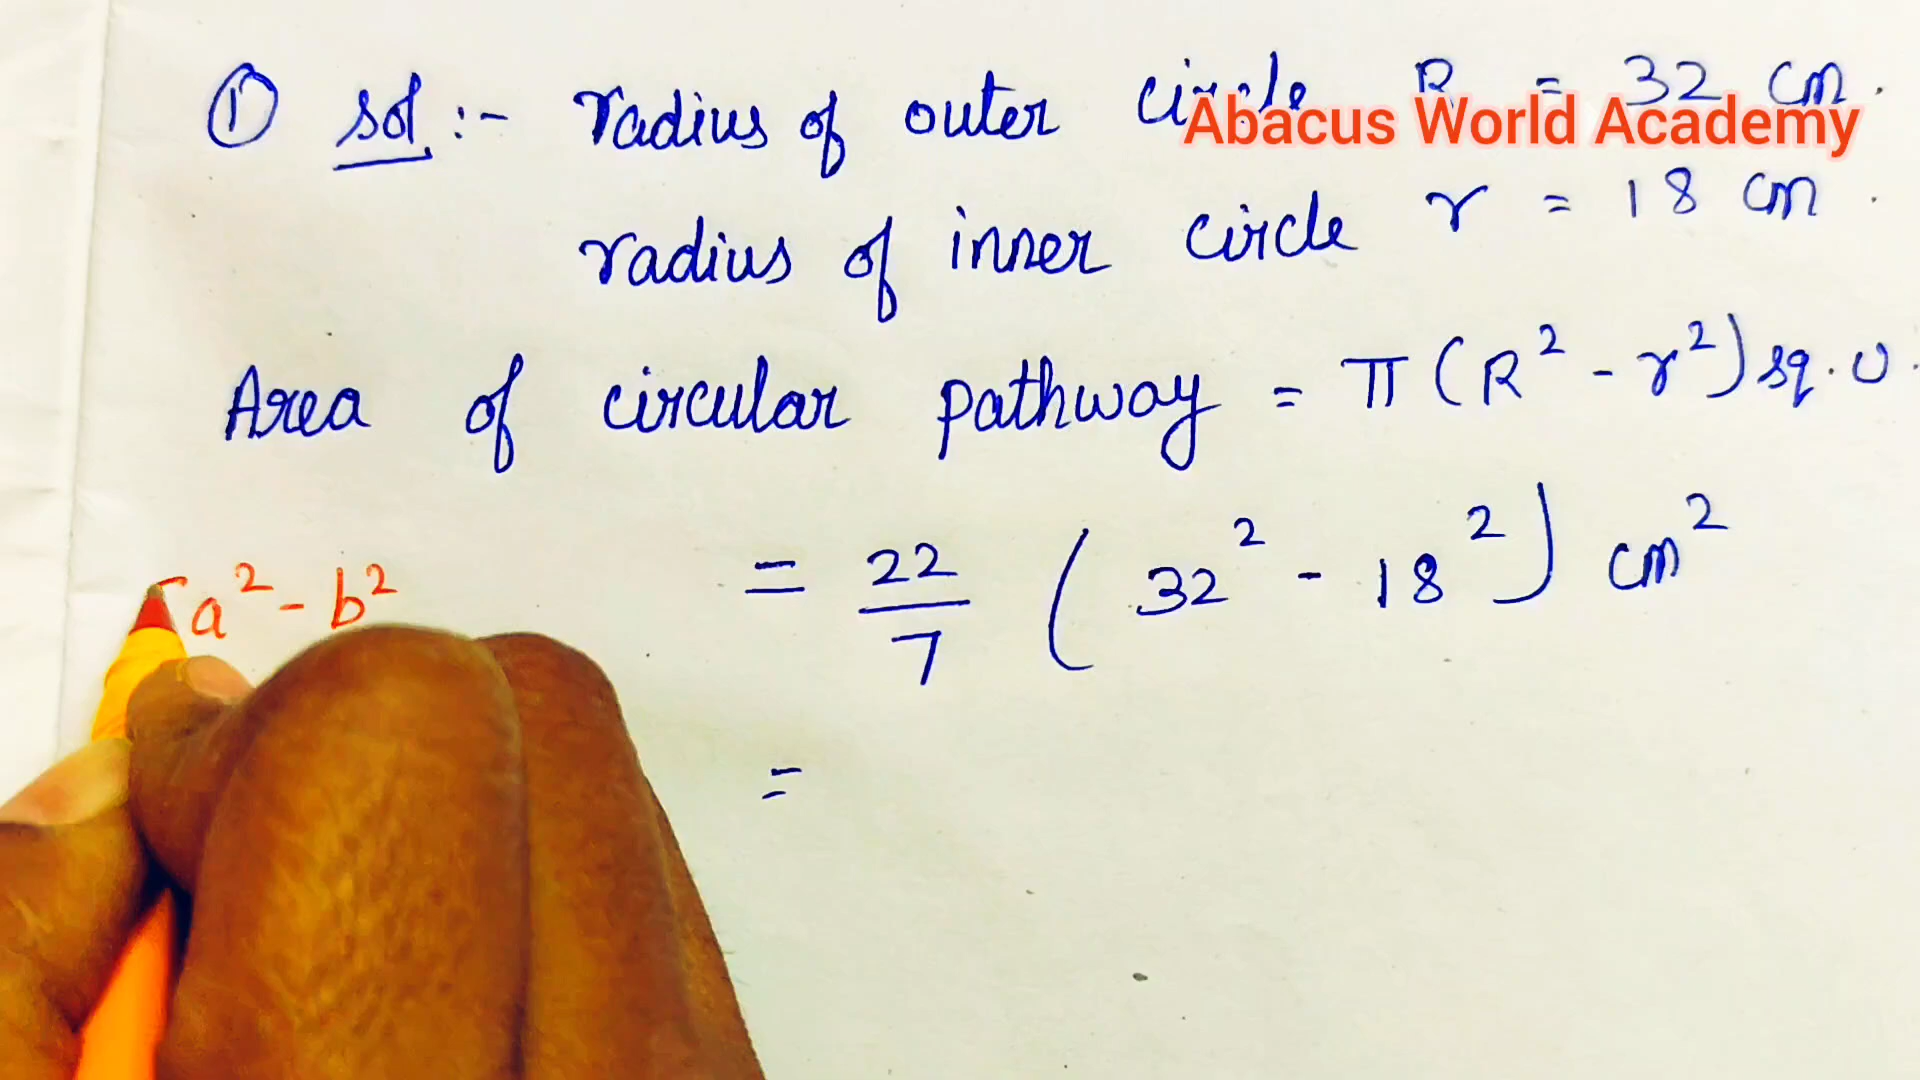 ① Sol :- radius of outer circle R = 32 cm.
Abacus World Academy
radius of inner circle r = 18 cm.
Area of circular pathway = π (R² - r²) sq. u.
[a² - b²
= 22/7 (32² - 18²) cm²
=